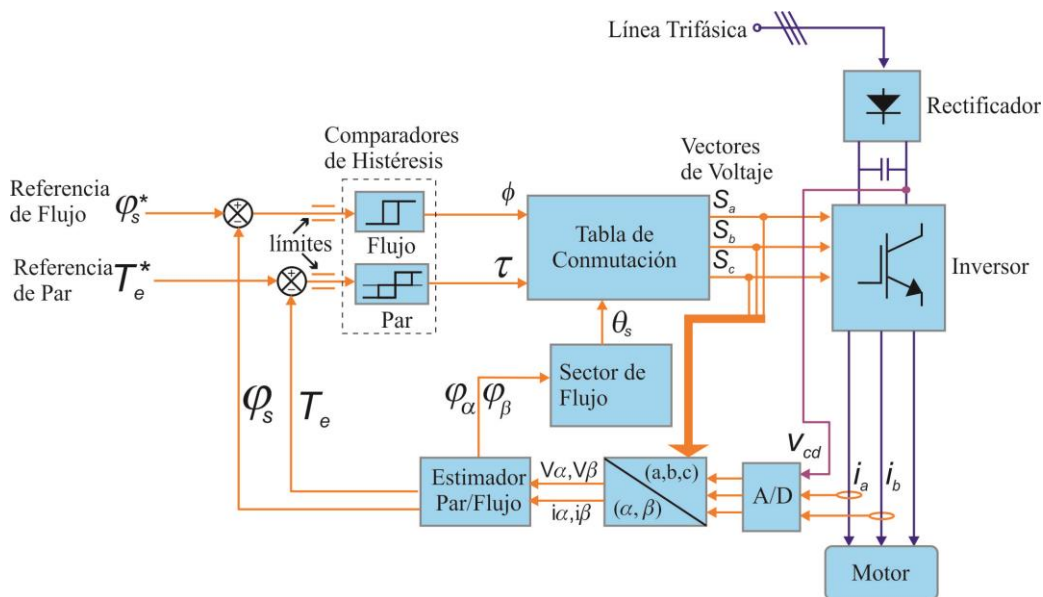 Línea Trifásica
Rectificador
Comparadores
de Histéresis
Vectores
de Voltaje
Referencia
de Flujo
φs*
+
−
límites
Flujo
ϕ
Tabla de
Conmutación
Sa
Sb
Sc
Inversor
Referencia
de Par
Te*
+
−
Par
τ
θs
Sector de
Flujo
φs
Te
φα φβ
Vcd
ia
ib
Estimador
Par/Flujo
Vα,Vβ
iα,iβ
(a,b,c)
(α, β)
A/D
Motor